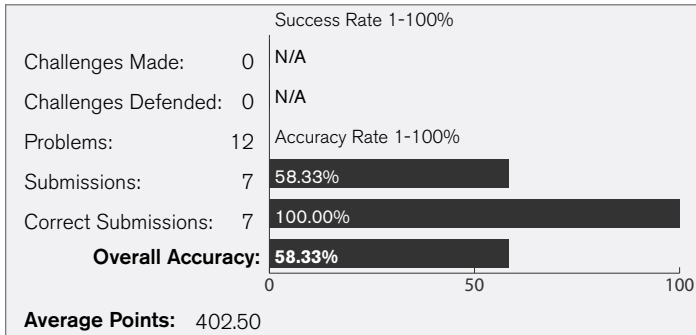 Success Rate 1-100%
Challenges Made: 0 N/A
Challenges Defended: 0 N/A
Problems: 12 Accuracy Rate 1-100%
Submissions: 7 58.33%
Correct Submissions: 7 100.00%
Overall Accuracy: 58.33%
0 50 100
Average Points: 402.50